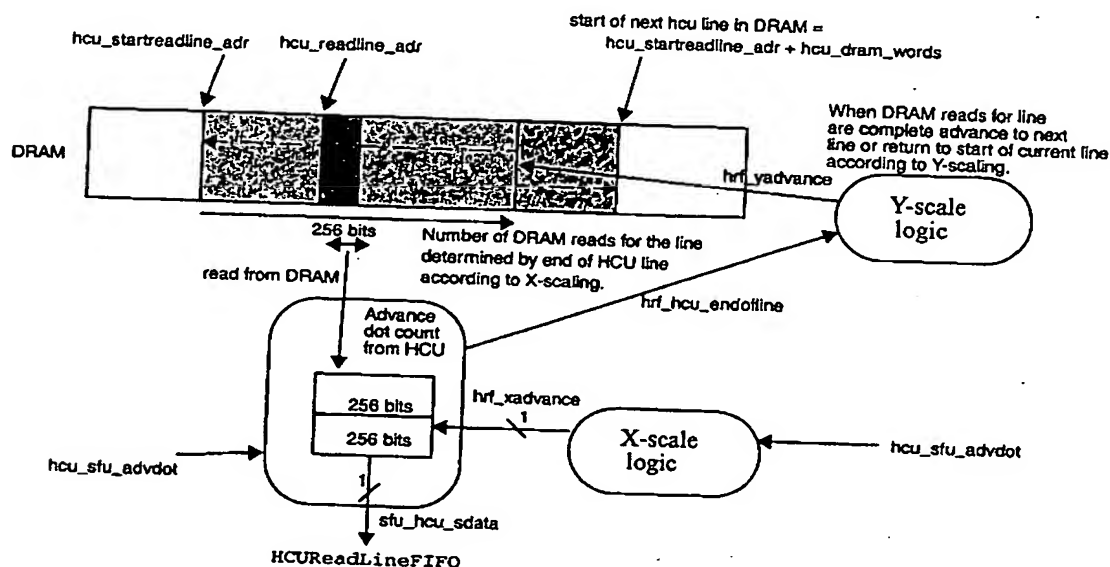 start of next hcu line in DRAM =
hcu_startreadline_adr + hcu_dram_words
hcu_startreadline_adr
hcu_readline_adr
When DRAM reads for line
are complete advance to next
line or return to start of current line
according to Y-scaling.
DRAM
hrf_yadvance
Y-scale
logic
256 bits
Number of DRAM reads for the line
determined by end of HCU line
according to X-scaling.
read from DRAM
hrf_hcu_endofline
Advance
dot count
from HCU
256 bits
256 bits
hrf_xadvance
1
X-scale
logic
hcu_sfu_advdot
hcu_sfu_advdot
1
sfu_hcu_sdata
HCUReadLineFIFO